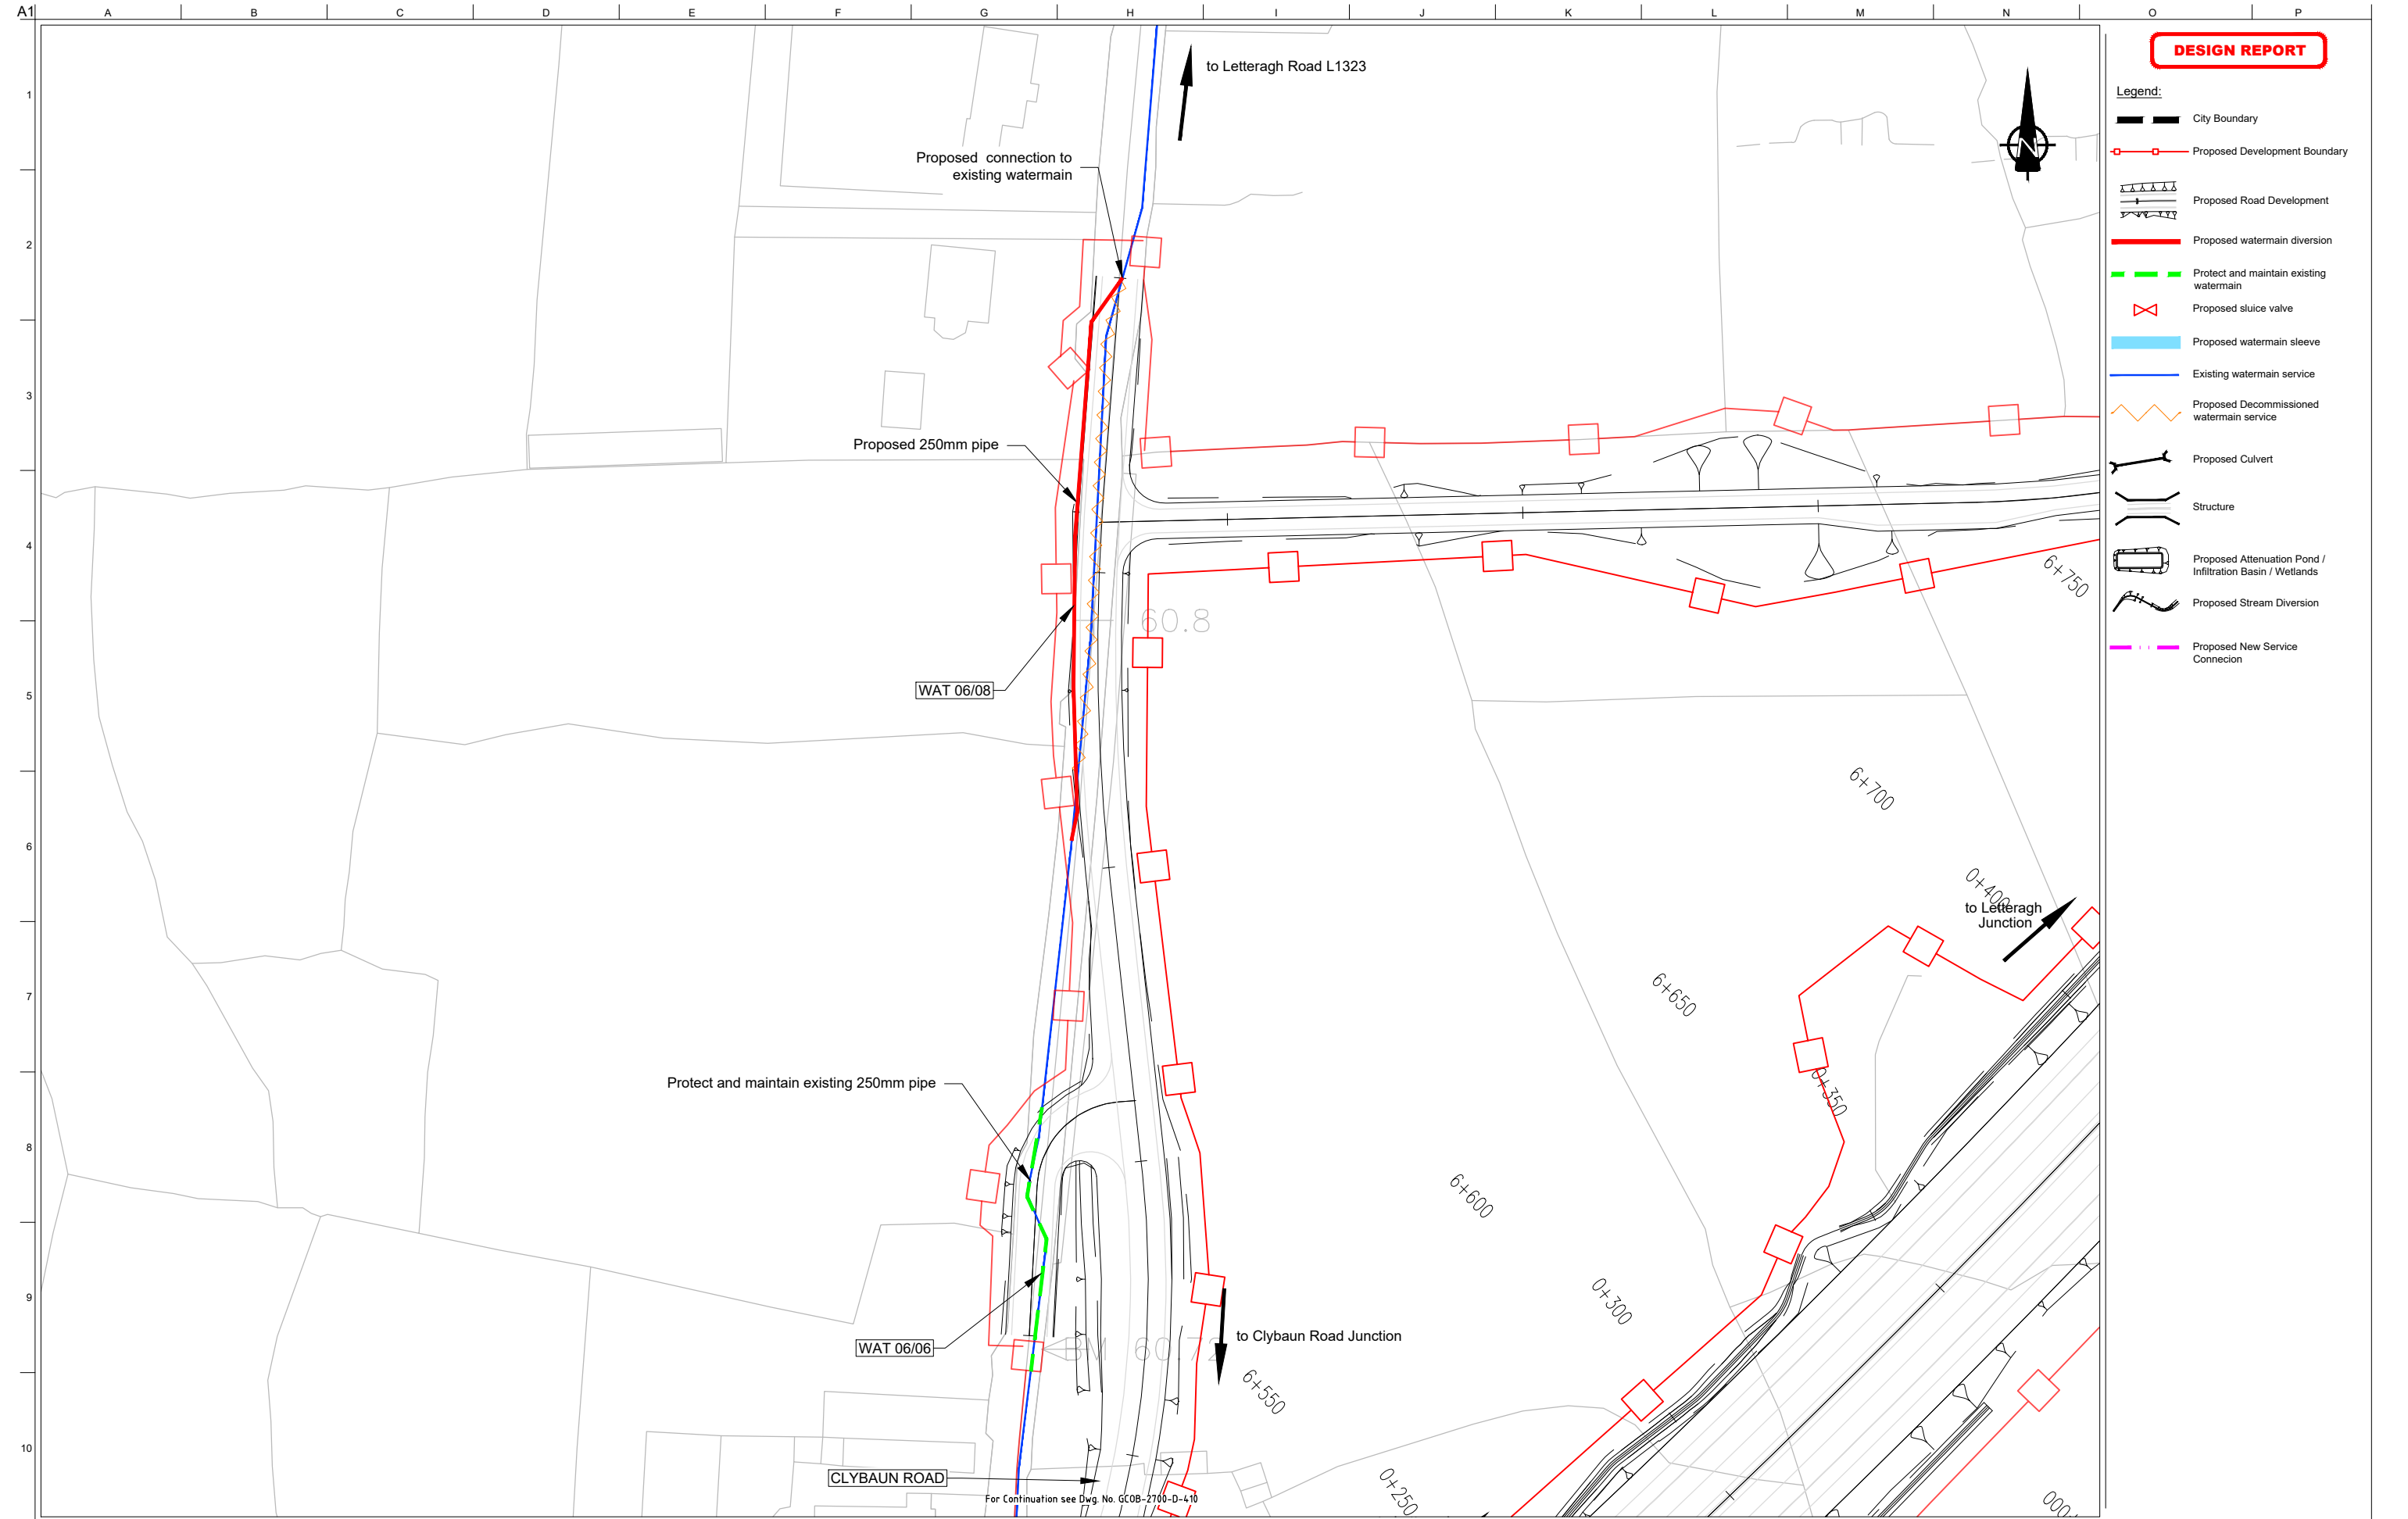 A1
A B C D E F G H I J K L M N O P
1
2
3
4
5
6
7
8
9
10
to Letteragh Road L1323
N
Proposed  connection to
existing watermain
Proposed 250mm pipe
60.8
WAT 06/08
6+750
6+700
0+400
to Letteragh
Junction
6+650
0+350
Protect and maintain existing 250mm pipe
6+600
0+300
WAT 06/06
BM 60.72
to Clybaun Road Junction
6+550
CLYBAUN ROAD
0+250
For Continuation see Dwg. No. GCOB-2700-D-410
DESIGN REPORT
Legend:
City Boundary
Proposed Development Boundary
Proposed Road Development
Proposed watermain diversion
Protect and maintain existing
watermain
Proposed sluice valve
Proposed watermain sleeve
Existing watermain service
Proposed Decommissioned
watermain service
Proposed Culvert
Structure
Proposed Attenuation Pond /
Infiltration Basin / Wetlands
Proposed Stream Diversion
Proposed New Service
Connecion